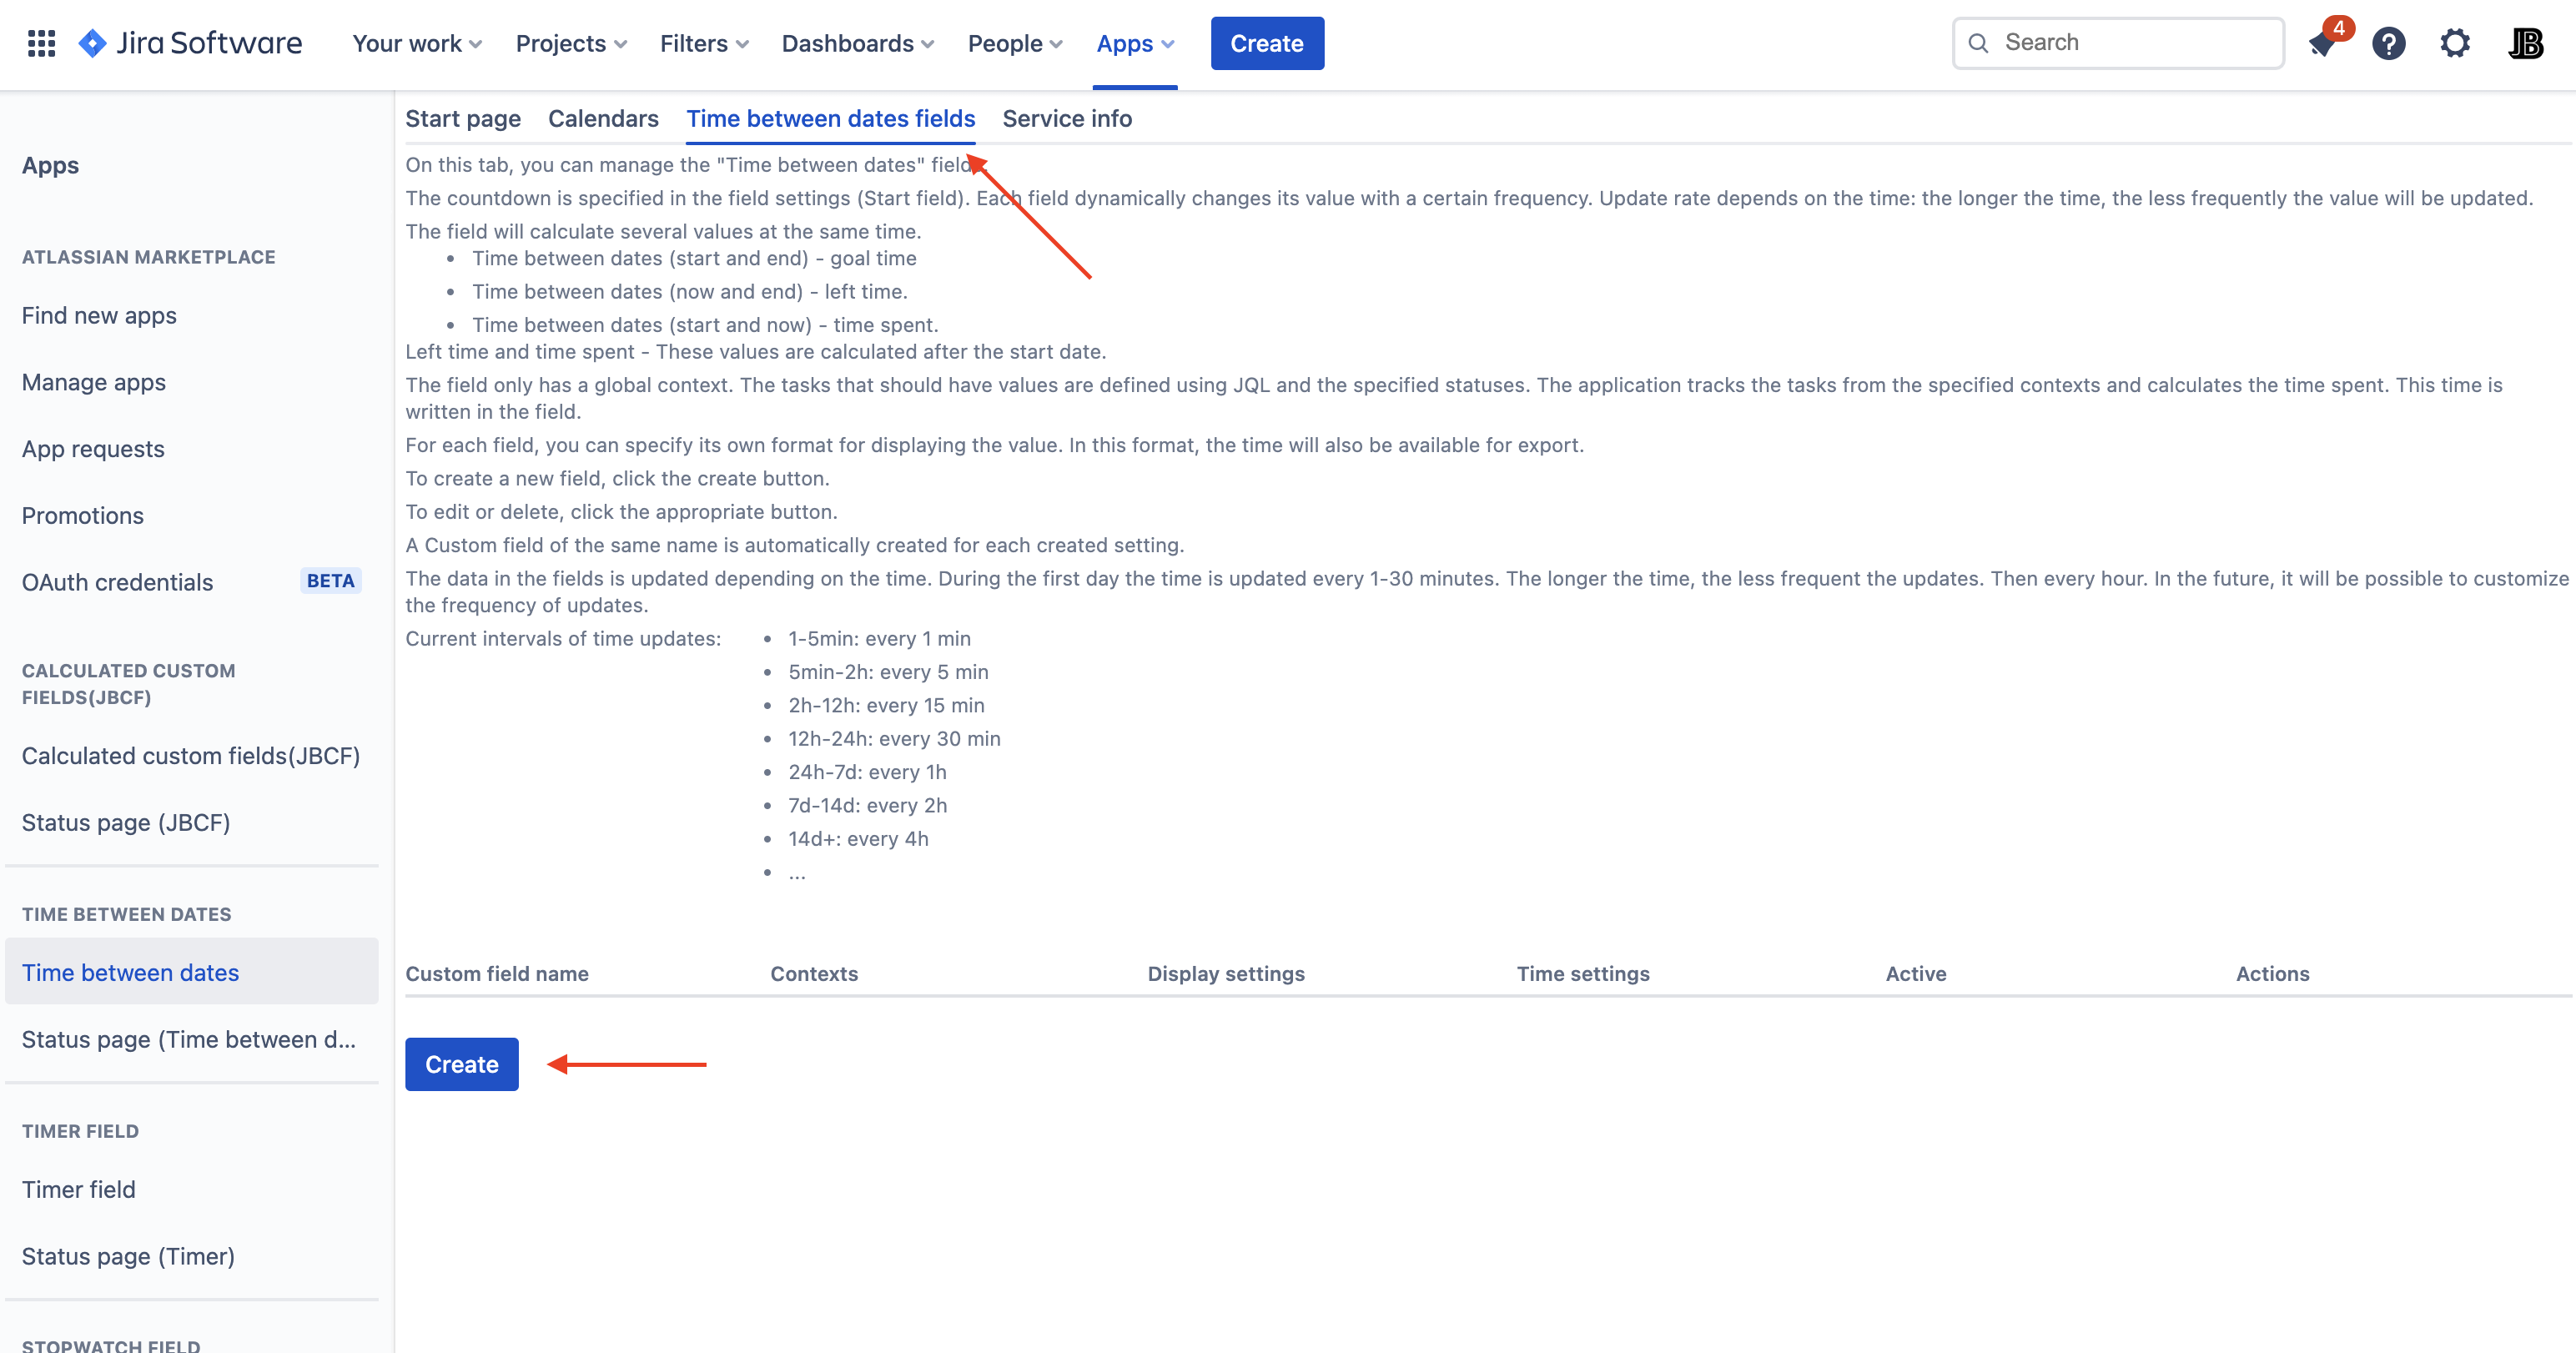 Jira Software
Your work
Projects
Filters
Dashboards
People
Apps
Create
Search
4
Apps
ATLASSIAN MARKETPLACE
Find new apps
Manage apps
App requests
Promotions
OAuth credentials BETA
CALCULATED CUSTOM
FIELDS(JBCF)
Calculated custom fields(JBCF)
Status page (JBCF)
TIME BETWEEN DATES
Time between dates
Status page (Time between d...
TIMER FIELD
Timer field
Status page (Timer)
STOPWATCH FIELD
Start page Calendars Time between dates fields Service info
On this tab, you can manage the "Time between dates" field
The countdown is specified in the field settings (Start field). Each field dynamically changes its value with a certain frequency. Update rate depends on the time: the longer the time, the less frequently the value will be updated.
The field will calculate several values at the same time.
• Time between dates (start and end) - goal time
• Time between dates (now and end) - left time.
• Time between dates (start and now) - time spent.
Left time and time spent - These values are calculated after the start date.
The field only has a global context. The tasks that should have values are defined using JQL and the specified statuses. The application tracks the tasks from the specified contexts and calculates the time spent. This time is
written in the field.
For each field, you can specify its own format for displaying the value. In this format, the time will also be available for export.
To create a new field, click the create button.
To edit or delete, click the appropriate button.
A Custom field of the same name is automatically created for each created setting.
The data in the fields is updated depending on the time. During the first day the time is updated every 1-30 minutes. The longer the time, the less frequent the updates. Then every hour. In the future, it will be possible to customize
the frequency of updates.
Current intervals of time updates:
• 1-5min: every 1 min
• 5min-2h: every 5 min
• 2h-12h: every 15 min
• 12h-24h: every 30 min
• 24h-7d: every 1h
• 7d-14d: every 2h
• 14d+: every 4h
• ...
Custom field name Contexts Display settings Time settings Active Actions
Create